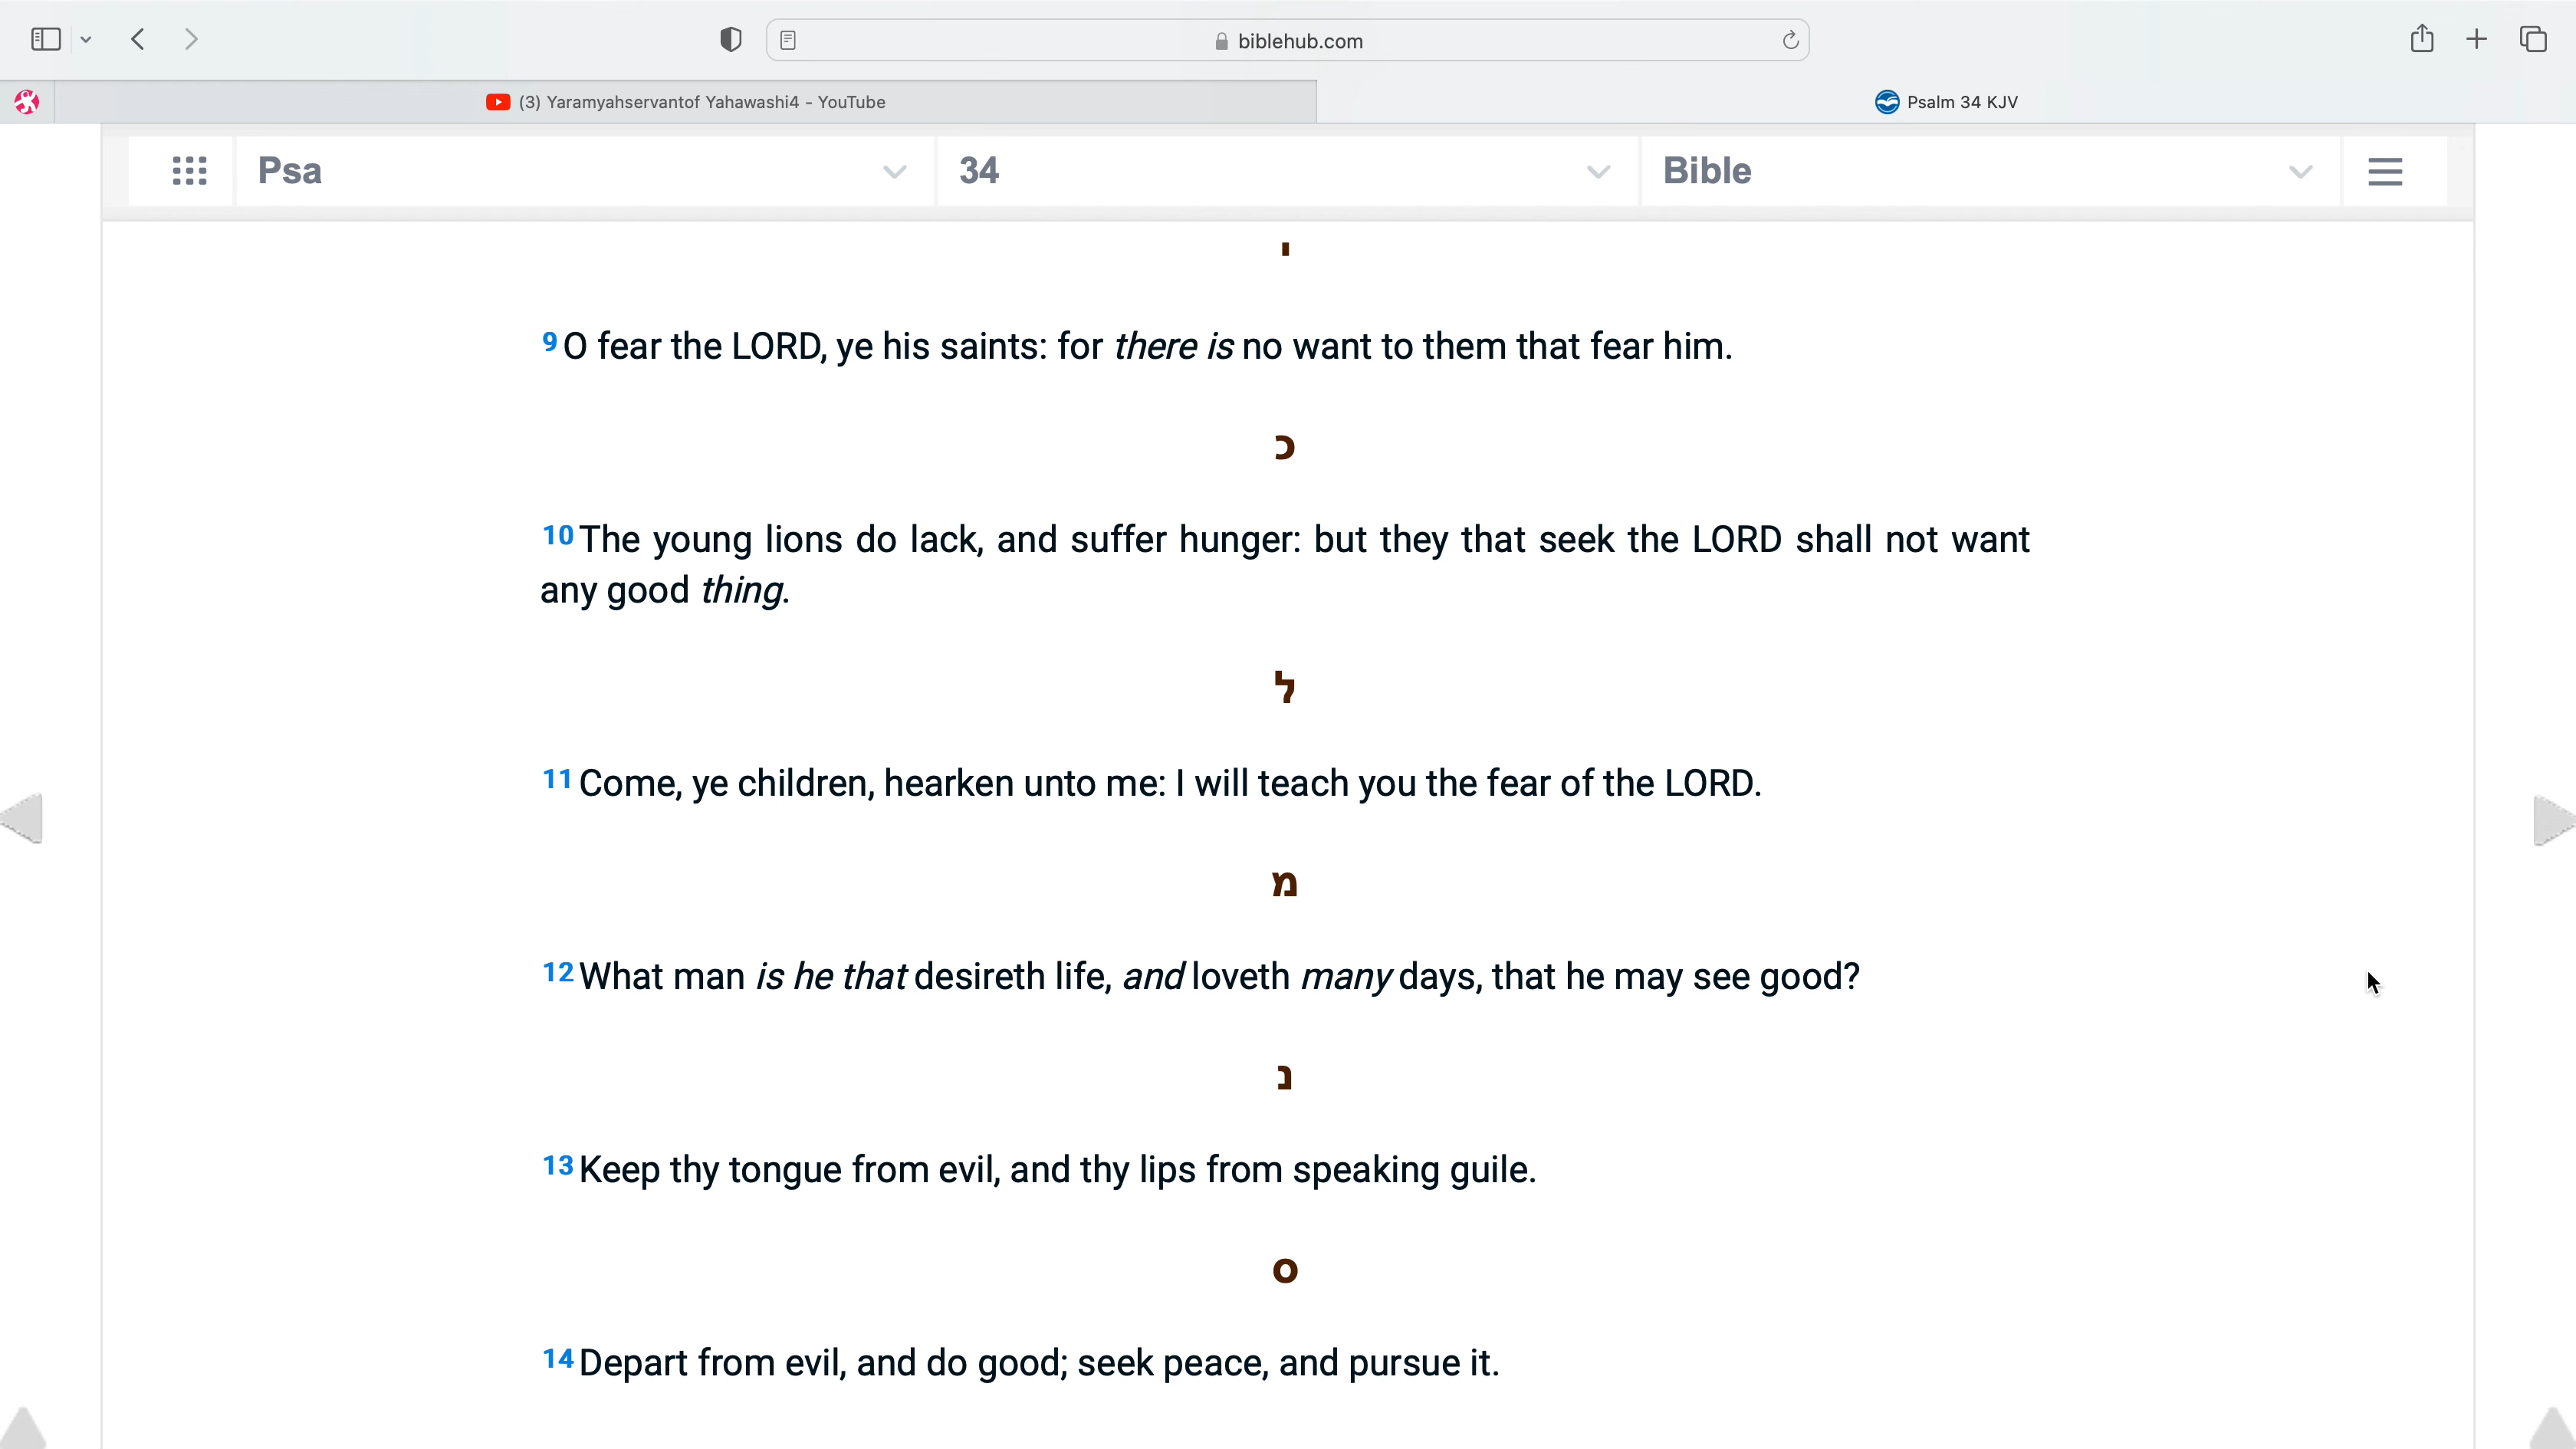 biblehub.com
(3) Yaramyahservantof Yahawashi4 - YouTube
Psalm 34 KJV
Psa
34
Bible
י
9 O fear the LORD, ye his saints: for there is no want to them that fear him.
כ
10 The young lions do lack, and suffer hunger: but they that seek the LORD shall not want
any good thing.
ל
11 Come, ye children, hearken unto me: I will teach you the fear of the LORD.
מ
12 What man is he that desireth life, and loveth many days, that he may see good?
נ
13 Keep thy tongue from evil, and thy lips from speaking guile.
ס
14 Depart from evil, and do good; seek peace, and pursue it.